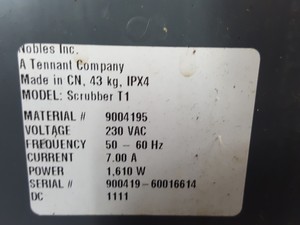 Nobles Inc.
A Tennant Company
Made in CN, 43 kg, IPX4
MODEL: Scrubber T1
MATERIAL # 9004195
VOLTAGE 230 VAC
FREQUENCY 50 - 60 Hz
CURRENT 7.00 A
POWER 1,610 W
SERIAL # 900419-60016614
DC 1111